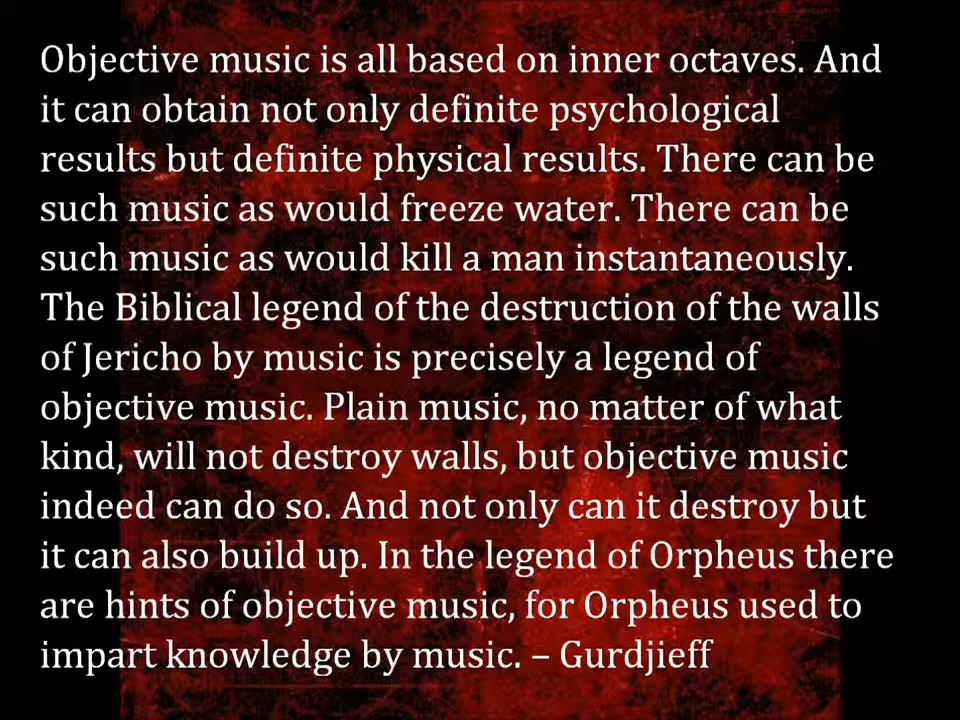 Objective music is all based on inner octaves. And
it can obtain not only definite psychological
results but definite physical results. There can be
such music as would freeze water. There can be
such music as would kill a man instantaneously.
The Biblical legend of the destruction of the walls
of Jericho by music is precisely a legend of
objective music. Plain music, no matter of what
kind, will not destroy walls, but objective music
indeed can do so. And not only can it destroy but
it can also build up. In the legend of Orpheus there
are hints of objective music, for Orpheus used to
impart knowledge by music. – Gurdjieff